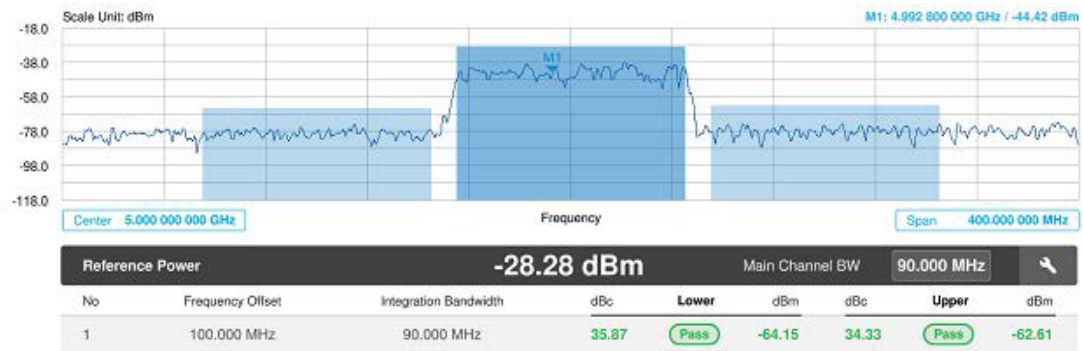 Scale Unit: dBm M1: 4.992 800 000 GHz / -44.42 dBm
-18.0
-38.0
M1
-58.0
-78.0
-98.0
-118.0
Center 5.000 000 000 GHz Frequency Span 400.000 000 MHz
Reference Power -28.28 dBm Main Channel BW 90.000 MHz
No Frequency Offset Integration Bandwidth dBc Lower dBm dBc Upper dBm
1 100.000 MHz 90.000 MHz 35.87 Pass -64.15 34.33 Pass -62.61